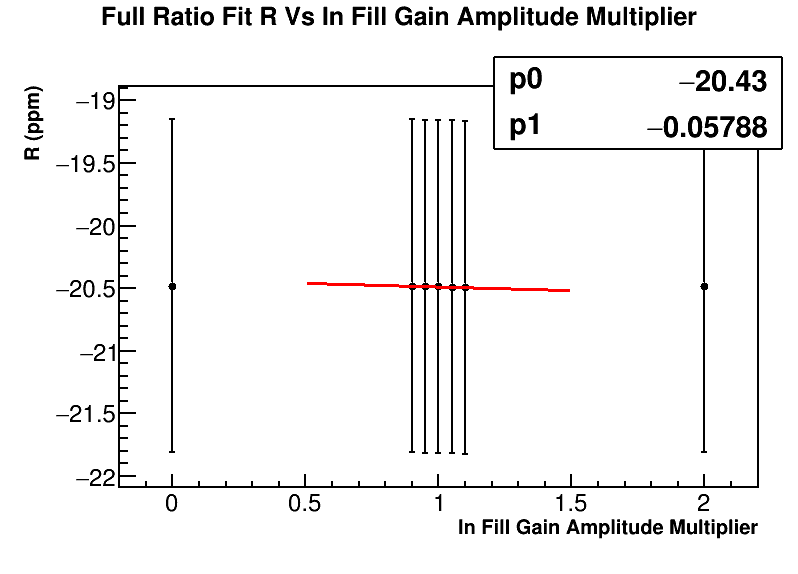 Full Ratio Fit R Vs In Fill Gain Amplitude Multiplier
p0 −20.43
p1 −0.05788
R (ppm)
−19
−19.5
−20
−20.5
−21
−21.5
−22
0 0.5 1 1.5 2
In Fill Gain Amplitude Multiplier